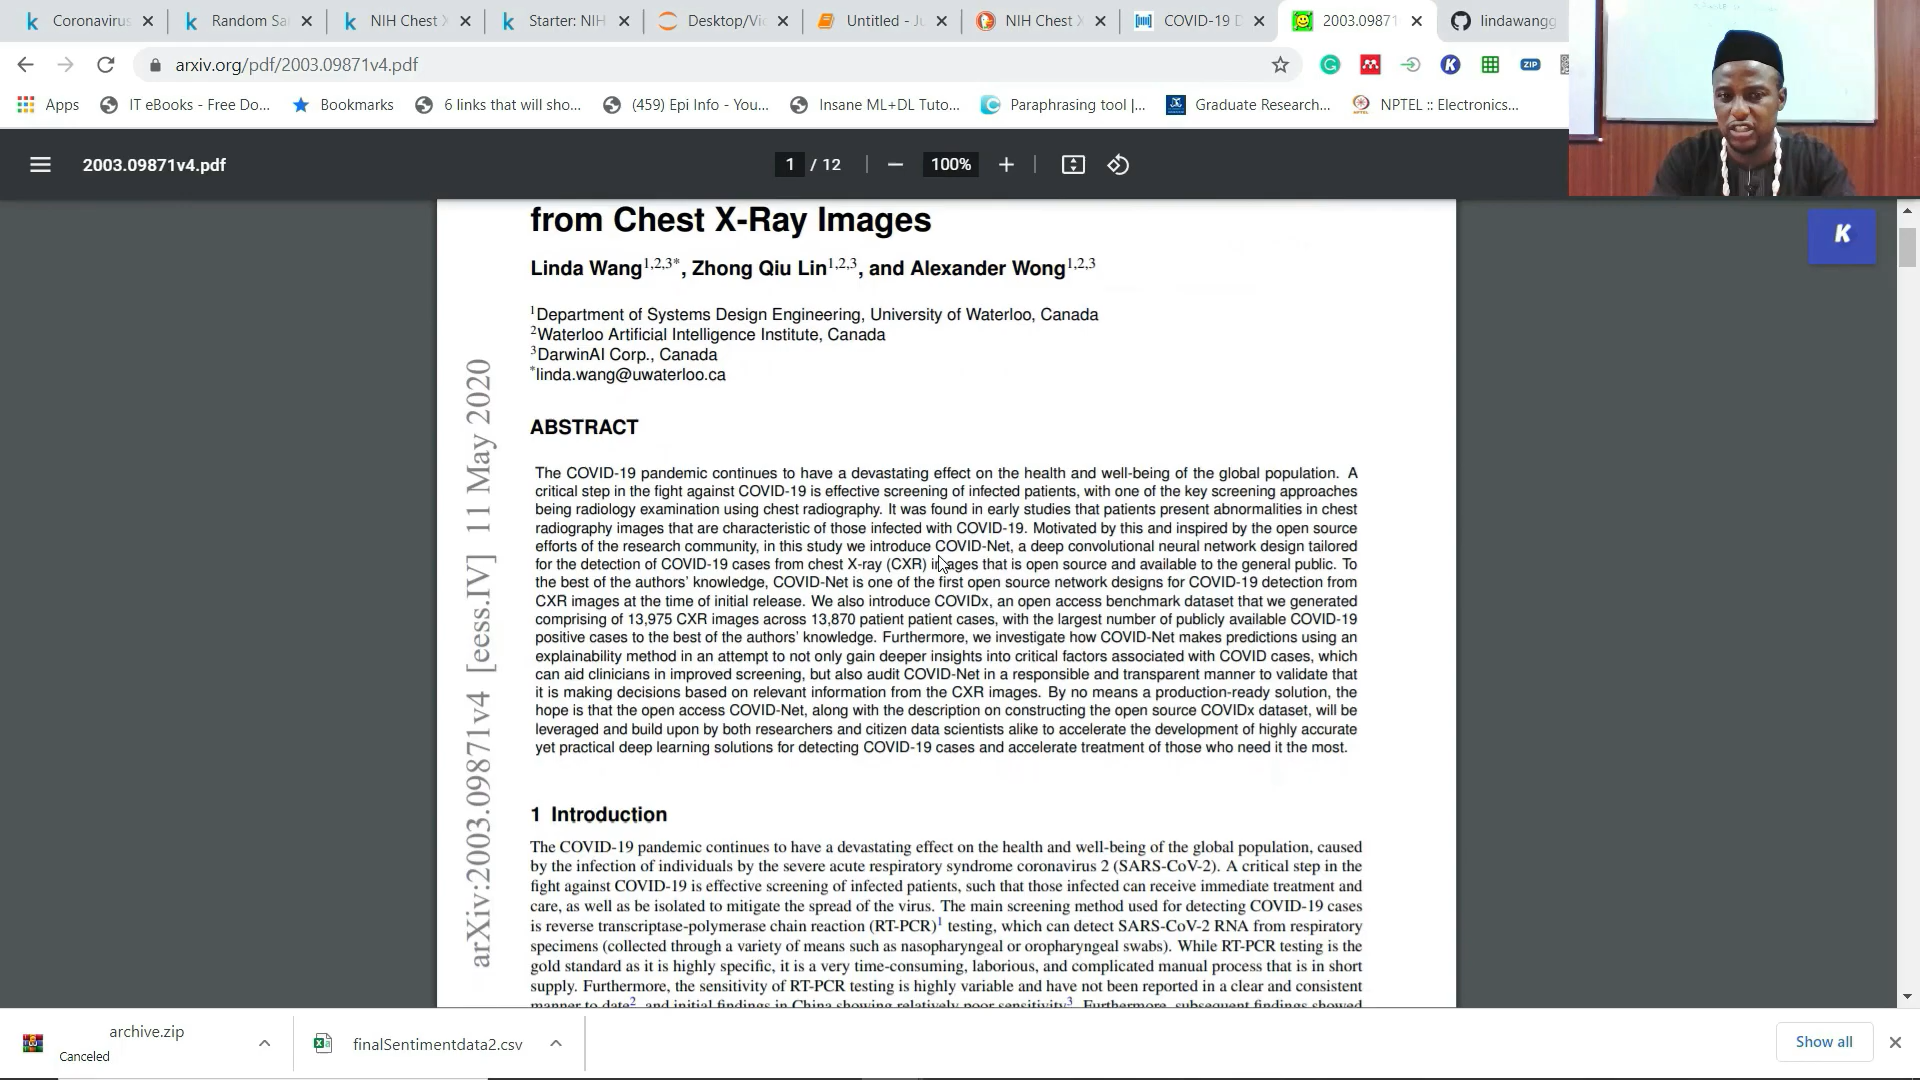 Coronavirus
Random Sa
NIH Chest X
Starter: NIH
Desktop/Vi
Untitled - Ju
NIH Chest X
COVID-19 D
2003.09871
lindawangg
arxiv.org/pdf/2003.09871v4.pdf
Apps
IT eBooks - Free Do...
Bookmarks
6 links that will sho...
(459) Epi Info - You...
Insane ML+DL Tuto...
Paraphrasing tool |...
Graduate Research...
NPTEL :: Electronics...
2003.09871v4.pdf
1 / 12
100%
from Chest X-Ray Images
Linda Wang1,2,3*, Zhong Qiu Lin1,2,3, and Alexander Wong1,2,3
1Department of Systems Design Engineering, University of Waterloo, Canada
2Waterloo Artificial Intelligence Institute, Canada
3DarwinAI Corp., Canada
*linda.wang@uwaterloo.ca
arXiv:2003.09871v4 [eess.IV] 11 May 2020
ABSTRACT
The COVID-19 pandemic continues to have a devastating effect on the health and well-being of the global population. A
critical step in the fight against COVID-19 is effective screening of infected patients, with one of the key screening approaches
being radiology examination using chest radiography. It was found in early studies that patients present abnormalities in chest
radiography images that are characteristic of those infected with COVID-19. Motivated by this and inspired by the open source
efforts of the research community, in this study we introduce COVID-Net, a deep convolutional neural network design tailored
for the detection of COVID-19 cases from chest X-ray (CXR) images that is open source and available to the general public. To
the best of the authors' knowledge, COVID-Net is one of the first open source network designs for COVID-19 detection from
CXR images at the time of initial release. We also introduce COVIDx, an open access benchmark dataset that we generated
comprising of 13,975 CXR images across 13,870 patient patient cases, with the largest number of publicly available COVID-19
positive cases to the best of the authors' knowledge. Furthermore, we investigate how COVID-Net makes predictions using an
explainability method in an attempt to not only gain deeper insights into critical factors associated with COVID cases, which
can aid clinicians in improved screening, but also audit COVID-Net in a responsible and transparent manner to validate that
it is making decisions based on relevant information from the CXR images. By no means a production-ready solution, the
hope is that the open access COVID-Net, along with the description on constructing the open source COVIDx dataset, will be
leveraged and build upon by both researchers and citizen data scientists alike to accelerate the development of highly accurate
yet practical deep learning solutions for detecting COVID-19 cases and accelerate treatment of those who need it the most.
1 Introduction
The COVID-19 pandemic continues to have a devastating effect on the health and well-being of the global population, caused
by the infection of individuals by the severe acute respiratory syndrome coronavirus 2 (SARS-CoV-2). A critical step in the
fight against COVID-19 is effective screening of infected patients, such that those infected can receive immediate treatment and
care, as well as be isolated to mitigate the spread of the virus. The main screening method used for detecting COVID-19 cases
is reverse transcriptase-polymerase chain reaction (RT-PCR)1 testing, which can detect SARS-CoV-2 RNA from respiratory
specimens (collected through a variety of means such as nasopharyngeal or oropharyngeal swabs). While RT-PCR testing is the
gold standard as it is highly specific, it is a very time-consuming, laborious, and complicated manual process that is in short
supply. Furthermore, the sensitivity of RT-PCR testing is highly variable and have not been reported in a clear and consistent
manner to date2, and initial findings in China showing relatively poor sensitivity3. Furthermore, subsequent findings showed
K
archive.zip
Canceled
finalSentimentdata2.csv
Show all